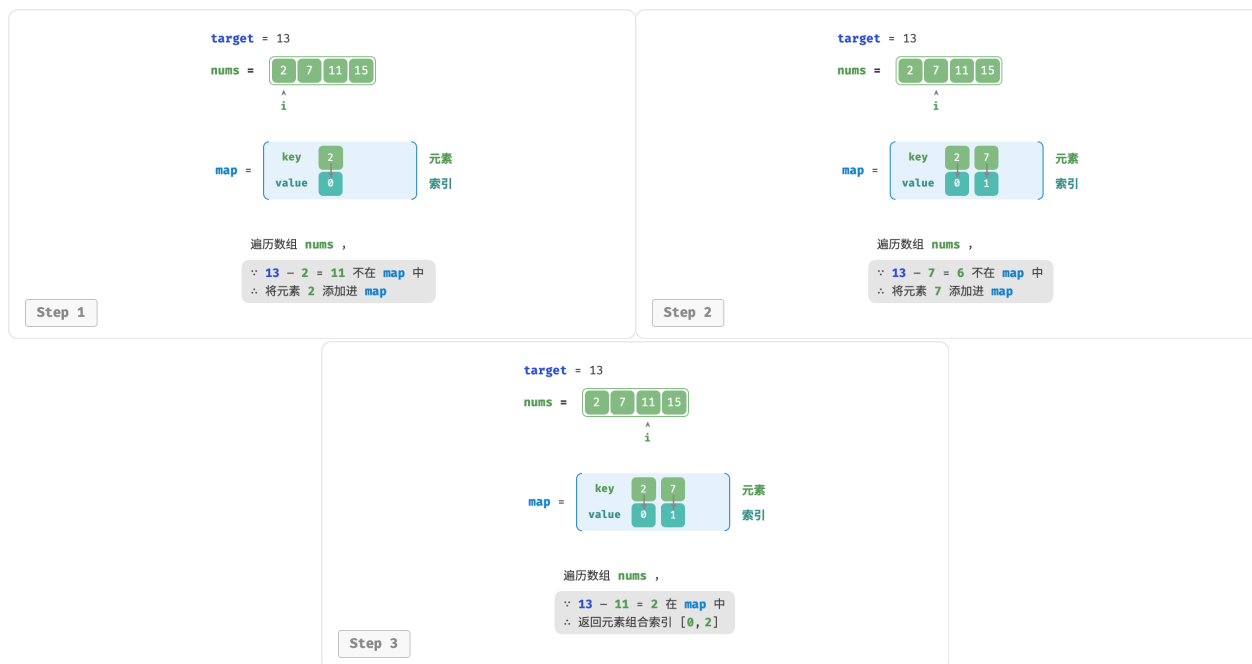 target = 13
nums = 2 7 11 15
i
key 2 元素
map =
value 0 索引
遍历数组 nums ，
∵ 13 − 2 = 11 不在 map 中
∴ 将元素 2 添加进 map
Step 1
target = 13
nums = 2 7 11 15
i
key 2 7 元素
map =
value 0 1 索引
遍历数组 nums ，
∵ 13 − 7 = 6 不在 map 中
∴ 将元素 7 添加进 map
Step 2
target = 13
nums = 2 7 11 15
i
key 2 7 元素
map =
value 0 1 索引
遍历数组 nums ，
∵ 13 − 11 = 2 在 map 中
∴ 返回元素组合索引 [0,2]
Step 3